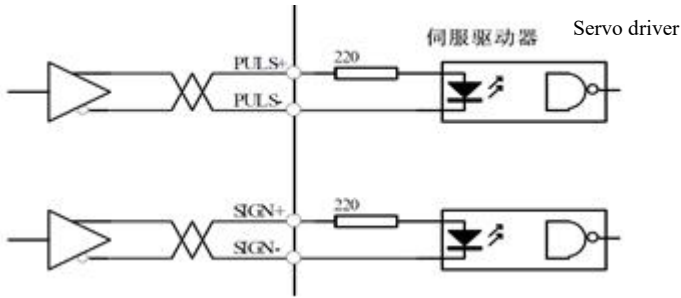 伺服驱动器 Servo driver
PULS+ 220
PULS-
SIGN+ 220
SIGN-